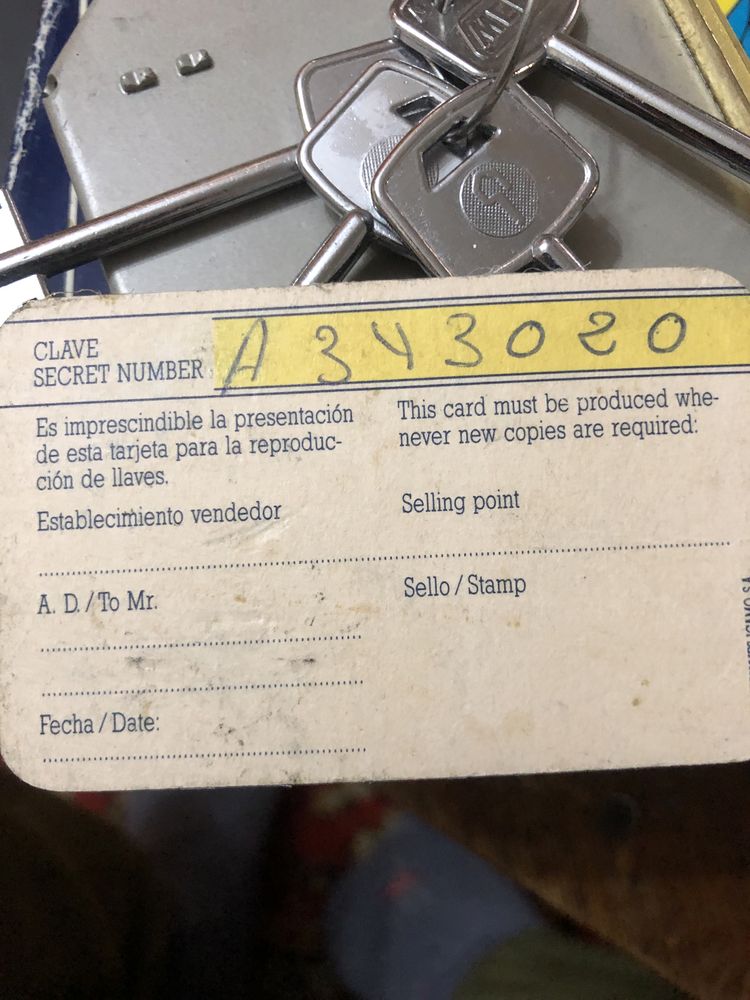 CLAVE
SECRET NUMBER A 343020
Es imprescindible la presentación
de esta tarjeta para la reproduc-
ción de llaves.
This card must be produced whe-
never new copies are required:
Establecimiento vendedor
Selling point
A. D. / To Mr.
Sello / Stamp
Fecha / Date: